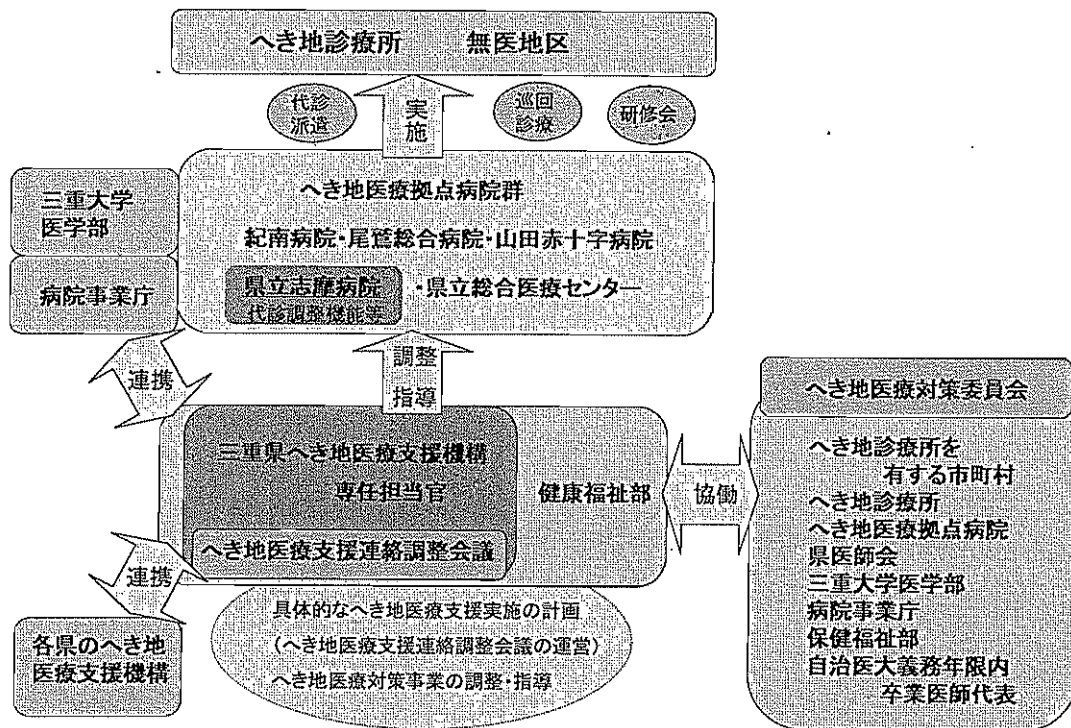 へき地診療所 無医地区
代診
派遣
実施
巡回
診療
研修会
三重大学
医学部
病院事業庁
へき地医療拠点病院群
紀南病院・尾鷲総合病院・山田赤十字病院
県立志摩病院
代診調整機能等
・県立総合医療センター
連携
調整
指導
三重県へき地医療支援機構
専任担当官
健康福祉部
へき地医療支援連絡調整会議
協働
へき地医療対策委員会
へき地診療所を
有する市町村
へき地診療所
へき地医療拠点病院
県医師会
三重大学医学部
病院事業庁
保健福祉部
自治医大義務年限内
卒業医師代表
連携
各県のへき地
医療支援機構
具体的なへき地医療支援実施の計画
(へき地医療支援連絡調整会議の運営)
へき地医療対策事業の調整・指導